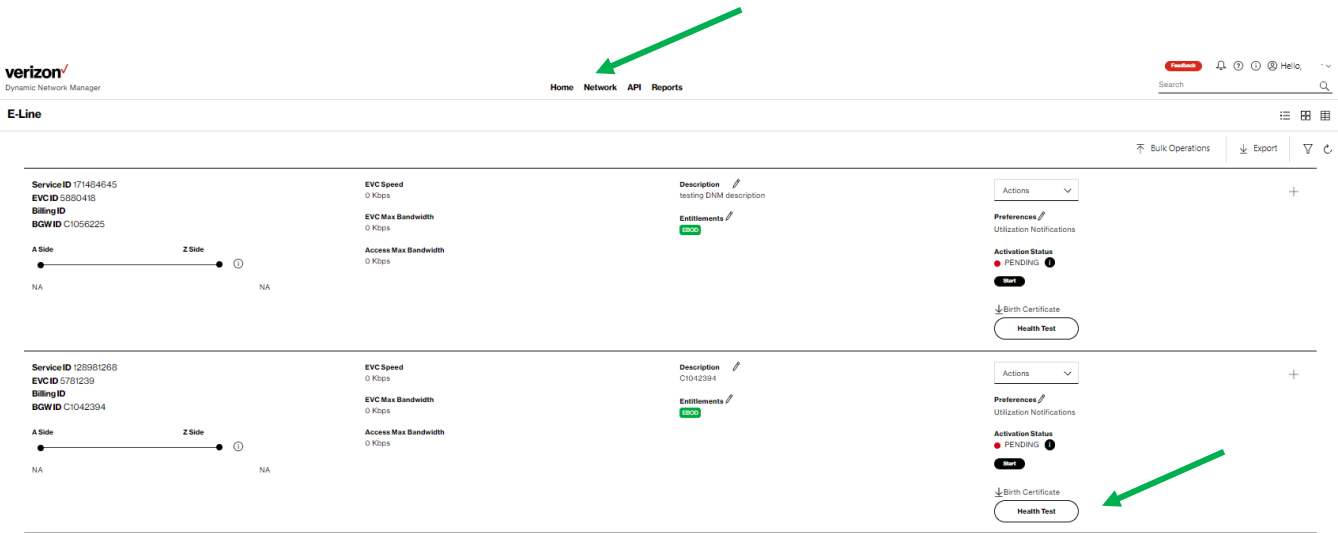 verizon
Feedback Hello,
Dynamic Network Manager
Home Network API Reports
Search
E-Line
Bulk Operations Export
Service ID 171484645
EVC ID 5880418
Billing ID
BGW ID C1056225
A Side Z Side
NA NA
EVC Speed
0 Kbps
EVC Max Bandwidth
0 Kbps
Access Max Bandwidth
0 Kbps
Description
testing DNM description
Entitlements
EBOD
Actions
Preferences
Utilization Notifications
Activation Status
PENDING
Start
Birth Certificate
Health Test
Service ID 128981268
EVC ID 5781239
Billing ID
BGW ID C1042394
A Side Z Side
NA NA
EVC Speed
0 Kbps
EVC Max Bandwidth
0 Kbps
Access Max Bandwidth
0 Kbps
Description
C1042394
Entitlements
EBOD
Actions
Preferences
Utilization Notifications
Activation Status
PENDING
Start
Birth Certificate
Health Test